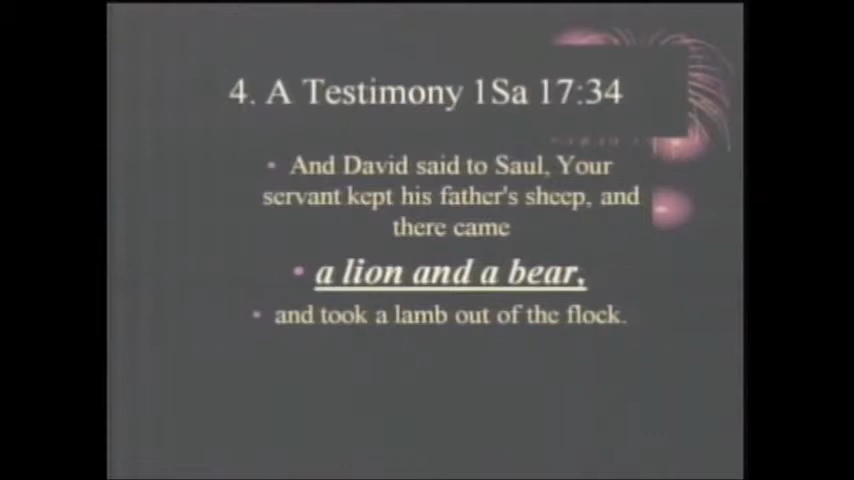 4. A Testimony 1Sa 17:34
• And David said to Saul, Your
servant kept his father's sheep, and
there came
• a lion and a bear,
• and took a lamb out of the flock.